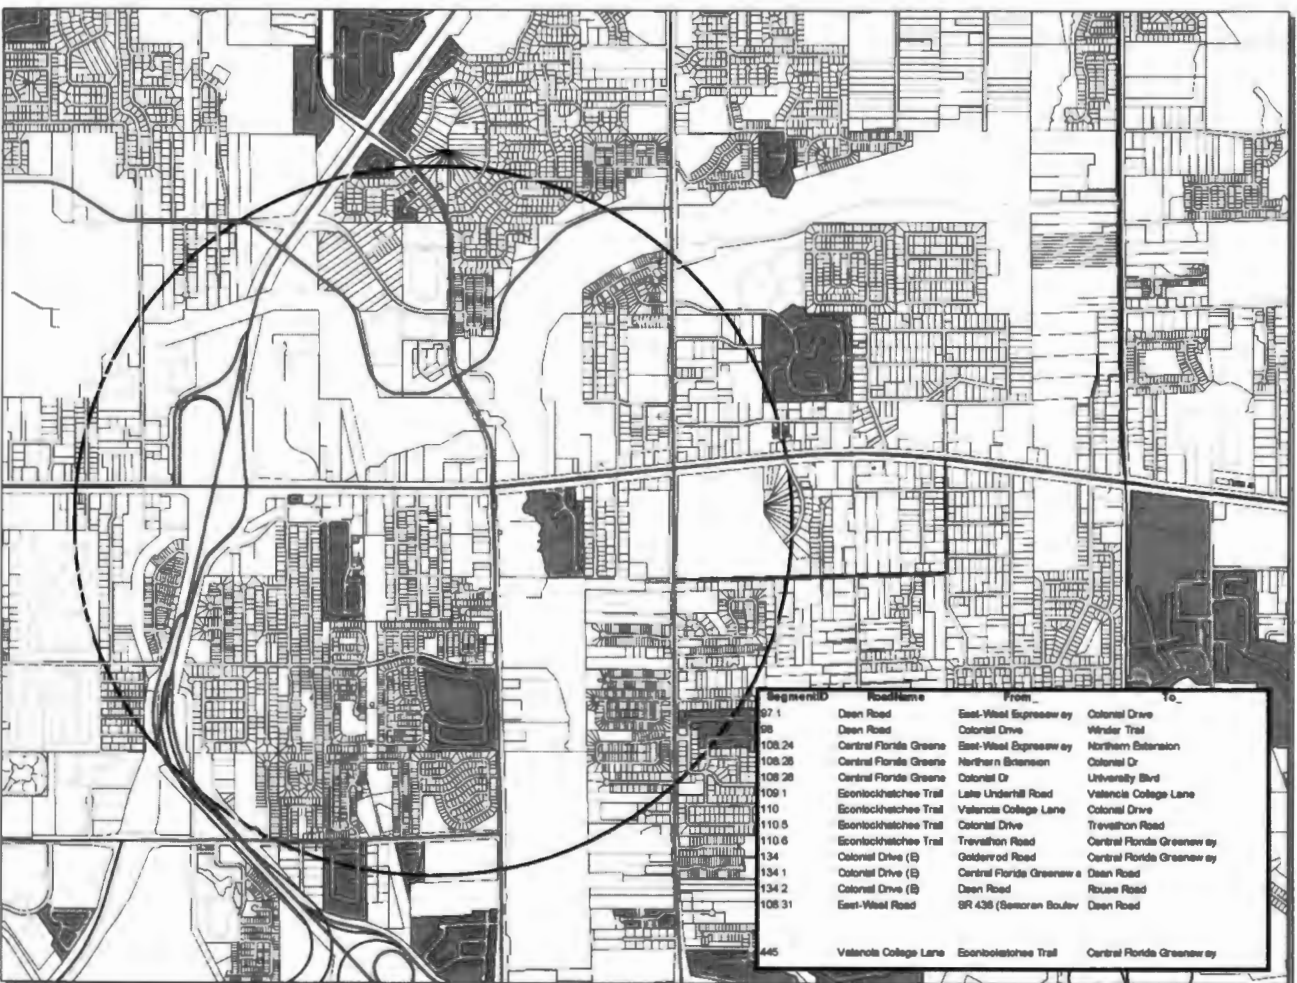 SegmentID RoadName From_ To_
97.1 Dean Road East-West Expressway Colonial Drive
98 Dean Road Colonial Drive Winder Trail
108.24 Central Florida Greene East-West Expressway Northern Extension
108.26 Central Florida Greene Northern Extension Colonial Dr
108.28 Central Florida Greene Colonial Dr University Blvd
109.1 Econlockhatchee Trail Lake Underhill Road Valencia College Lane
110 Econlockhatchee Trail Valencia College Lane Colonial Drive
110.5 Econlockhatchee Trail Colonial Drive Trevathon Road
110.6 Econlockhatchee Trail Trevathon Road Central Florida Greenway
134 Colonial Drive (E) Goldenrod Road Central Florida Greenway
134.1 Colonial Drive (E) Central Florida Greenwa Dean Road
134.2 Colonial Drive (E) Dean Road Rouse Road
108.31 East-West Road SR 436 (Semoran Boulev Dean Road
445 Valencia College Lane Econlockatchee Trail Central Florida Greenway